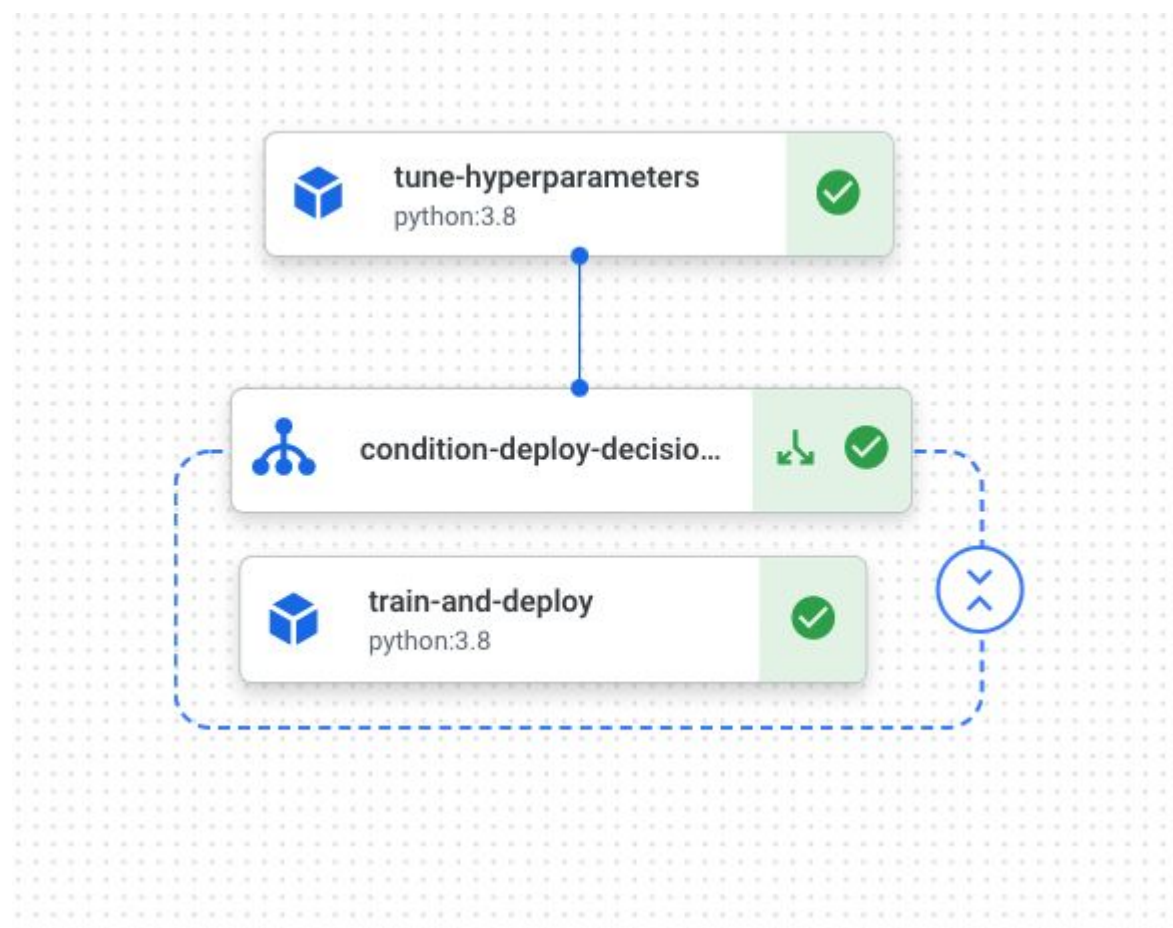 tune-hyperparameters
python:3.8
condition-deploy-decisio...
train-and-deploy
python:3.8